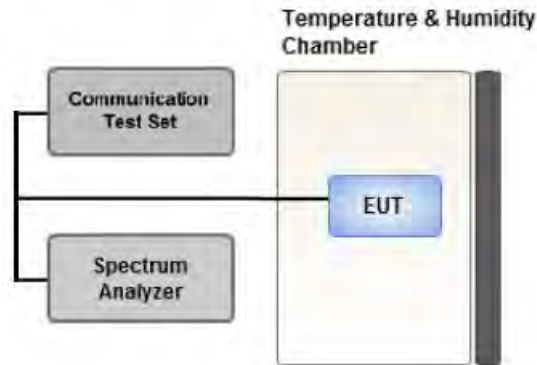 Temperature & Humidity
Chamber
Communication
Test Set
EUT
Spectrum
Analyzer